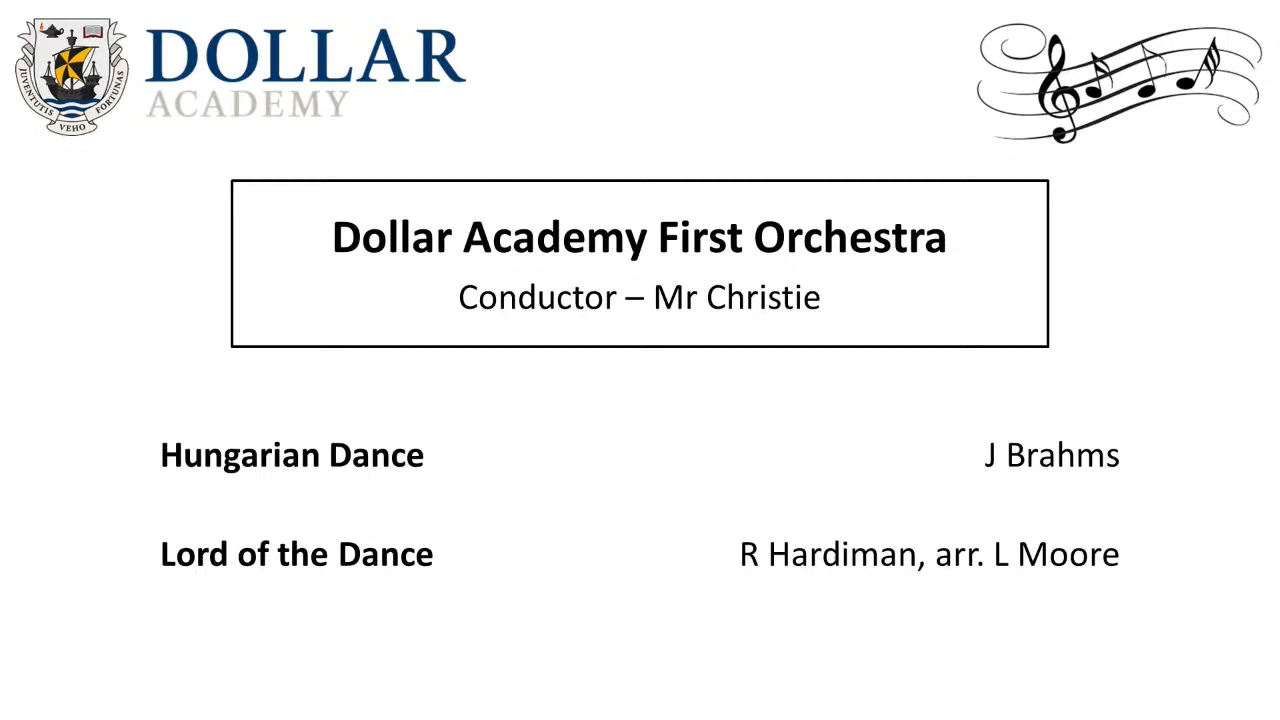 DOLLAR
ACADEMY
JUVENTUTIS VEHO FORTUNAS
Dollar Academy First Orchestra
Conductor – Mr Christie
Hungarian Dance J Brahms
Lord of the Dance R Hardiman, arr. L Moore